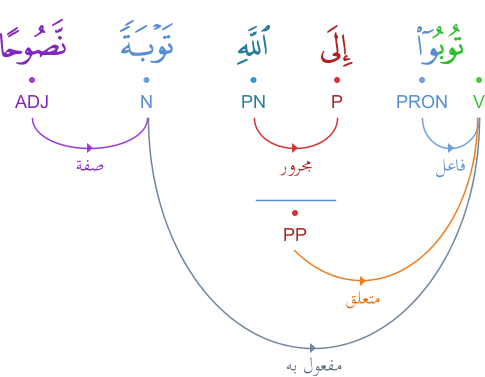 تُوبُوٓا۟ إِلَى ٱللَّهِ تَوْبَةًۭ نَّصُوحًا
V PRON P PN N ADJ
فاعل مجرور صفة
PP
متعلق
مفعول به